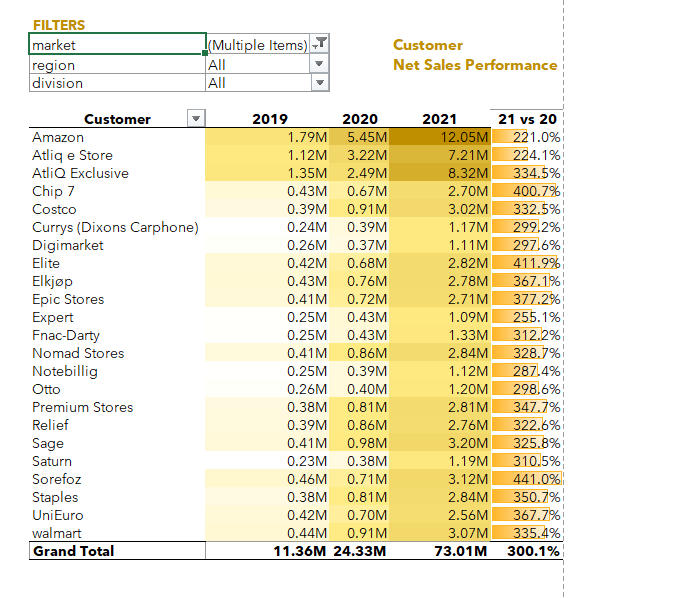 FILTERS
market (Multiple Items)
region All
division All
Customer
Net Sales Performance
Customer 2019 2020 2021 21 vs 20
Amazon 1.79M 5.45M 12.05M 221.0%
Atliq e Store 1.12M 3.22M 7.21M 224.1%
AtliQ Exclusive 1.35M 2.49M 8.32M 334.5%
Chip 7 0.43M 0.67M 2.70M 400.7%
Costco 0.39M 0.91M 3.02M 332.5%
Currys (Dixons Carphone) 0.24M 0.39M 1.17M 299.2%
Digimarket 0.26M 0.37M 1.11M 297.6%
Elite 0.42M 0.68M 2.82M 411.9%
Elkjøp 0.43M 0.76M 2.78M 367.1%
Epic Stores 0.41M 0.72M 2.71M 377.2%
Expert 0.25M 0.43M 1.09M 255.1%
Fnac-Darty 0.25M 0.43M 1.33M 312.2%
Nomad Stores 0.41M 0.86M 2.84M 328.7%
Notebillig 0.25M 0.39M 1.12M 287.4%
Otto 0.26M 0.40M 1.20M 298.6%
Premium Stores 0.38M 0.81M 2.81M 347.7%
Relief 0.39M 0.86M 2.76M 322.6%
Sage 0.41M 0.98M 3.20M 325.8%
Saturn 0.23M 0.38M 1.19M 310.5%
Sorefoz 0.46M 0.71M 3.12M 441.0%
Staples 0.38M 0.81M 2.84M 350.7%
UniEuro 0.42M 0.70M 2.56M 367.7%
walmart 0.44M 0.91M 3.07M 335.4%
Grand Total 11.36M 24.33M 73.01M 300.1%